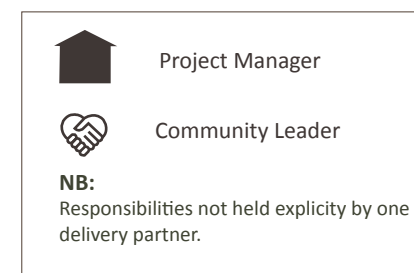 Project Manager
Community Leader
NB:
Responsibilities not held explicity by one
delivery partner.